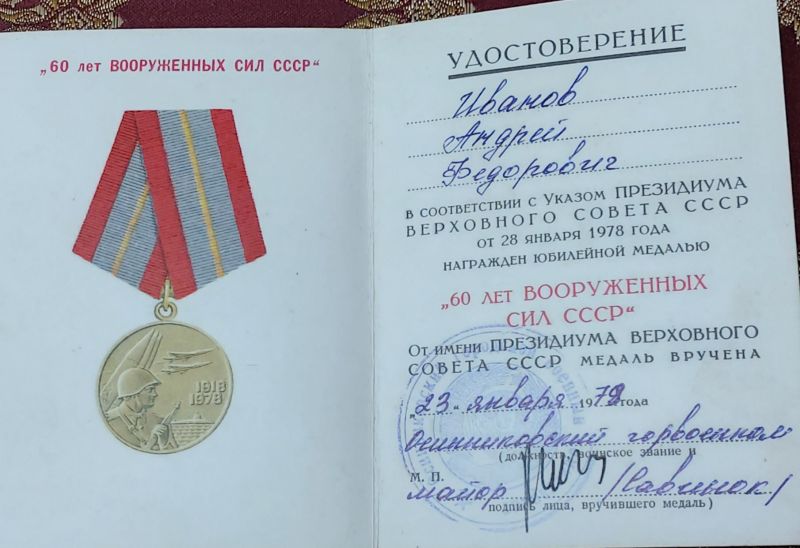 „60 лет ВООРУЖЕННЫХ СИЛ СССР“
1918
1978
УДОСТОВЕРЕНИЕ
Иванов
Андрей
Федорович
В СООТВЕТСТВИИ С УКАЗОМ ПРЕЗИДИУМА
ВЕРХОВНОГО СОВЕТА СССР
ОТ 28 ЯНВАРЯ 1978 ГОДА
НАГРАЖДЕН ЮБИЛЕЙНОЙ МЕДАЛЬЮ
„60 ЛЕТ ВООРУЖЕННЫХ
СИЛ СССР“
ОТ ИМЕНИ ПРЕЗИДИУМА ВЕРХОВНОГО
СОВЕТА СССР МЕДАЛЬ ВРУЧЕНА
„23“ января 1979 года
Осинниковский горвоенком
(должность, воинское звание и
М. П.
майор /Савинок/
подпись лица, вручившего медаль)